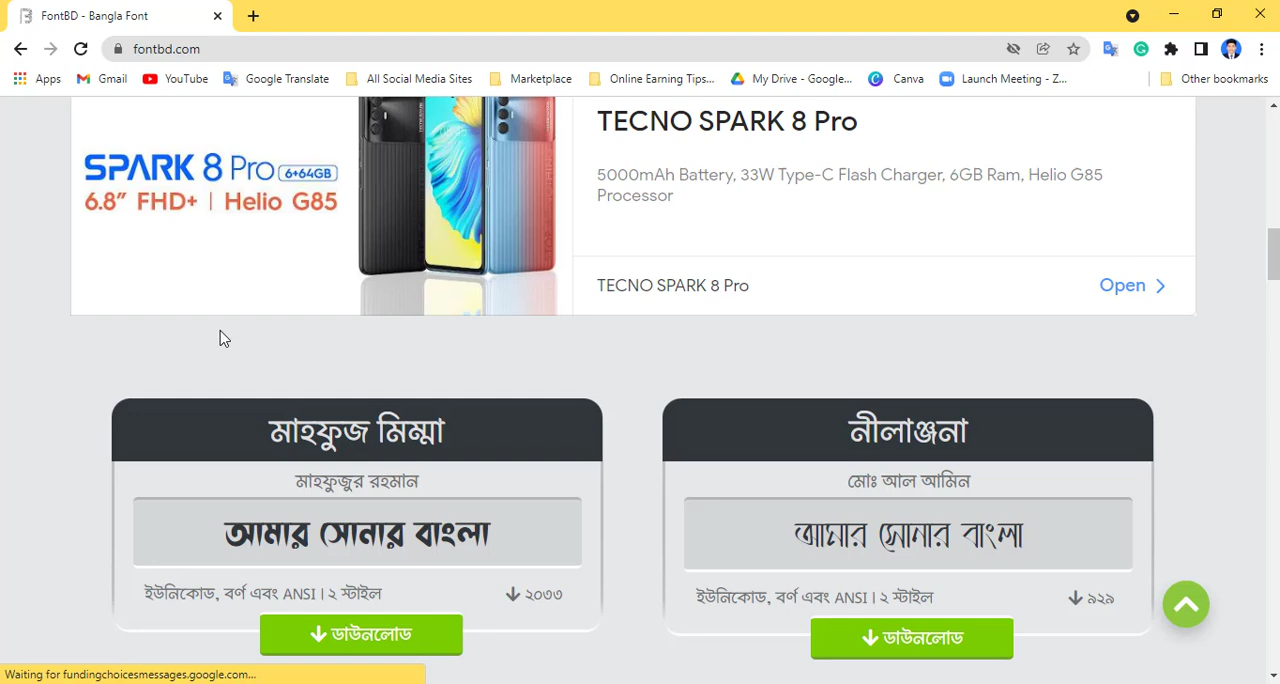 FontBD - Bangla Font
fontbd.com
Apps Gmail YouTube Google Translate All Social Media Sites Marketplace Online Earning Tips... My Drive - Google... Canva Launch Meeting - Z... Other bookmarks
SPARK 8 Pro 6+64GB
6.8" FHD+ | Helio G85
TECNO SPARK 8 Pro
5000mAh Battery, 33W Type-C Flash Charger, 6GB Ram, Helio G85
Processor
TECNO SPARK 8 Pro
Open
মাহফুজ মিম্মা
মাহফুজুর রহমান
আমার সোনার বাংলা
ইউনিকোড, বর্ণ এবং ANSI। ২ স্টাইল
২০৩৩
ডাউনলোড
নীলাঞ্জনা
মোঃ আল আমিন
আমার সোনার বাংলা
ইউনিকোড, বর্ণ এবং ANSI। ২ স্টাইল
৯২৯
ডাউনলোড
Waiting for fundingchoicesmessages.google.com...